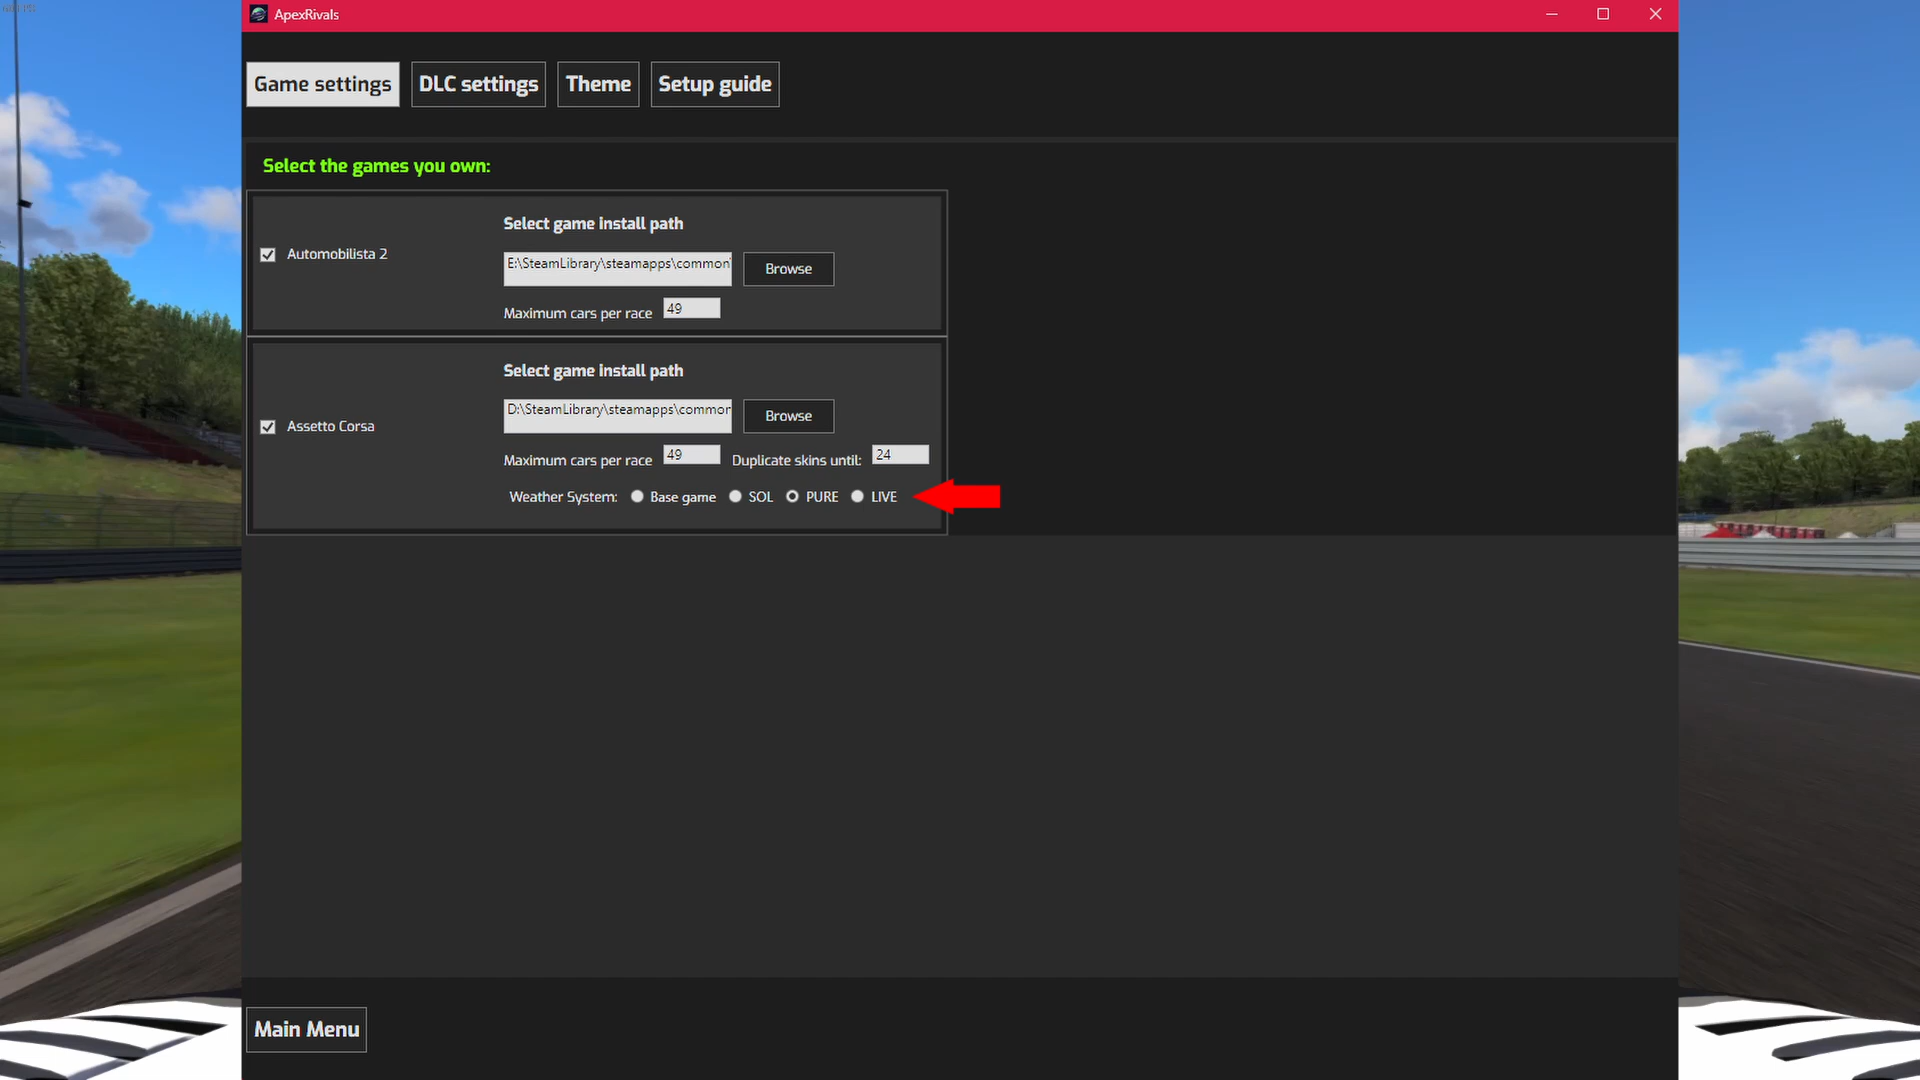 ApexRivals
Game settings
DLC settings
Theme
Setup guide
Select the games you own:
Automobilista 2
Select game install path
E:\SteamLibrary\steamapps\common
Browse
Maximum cars per race 49
Assetto Corsa
Select game install path
D:\SteamLibrary\steamapps\common
Browse
Maximum cars per race 49 Duplicate skins until: 24
Weather System: Base game SOL PURE LIVE
Main Menu